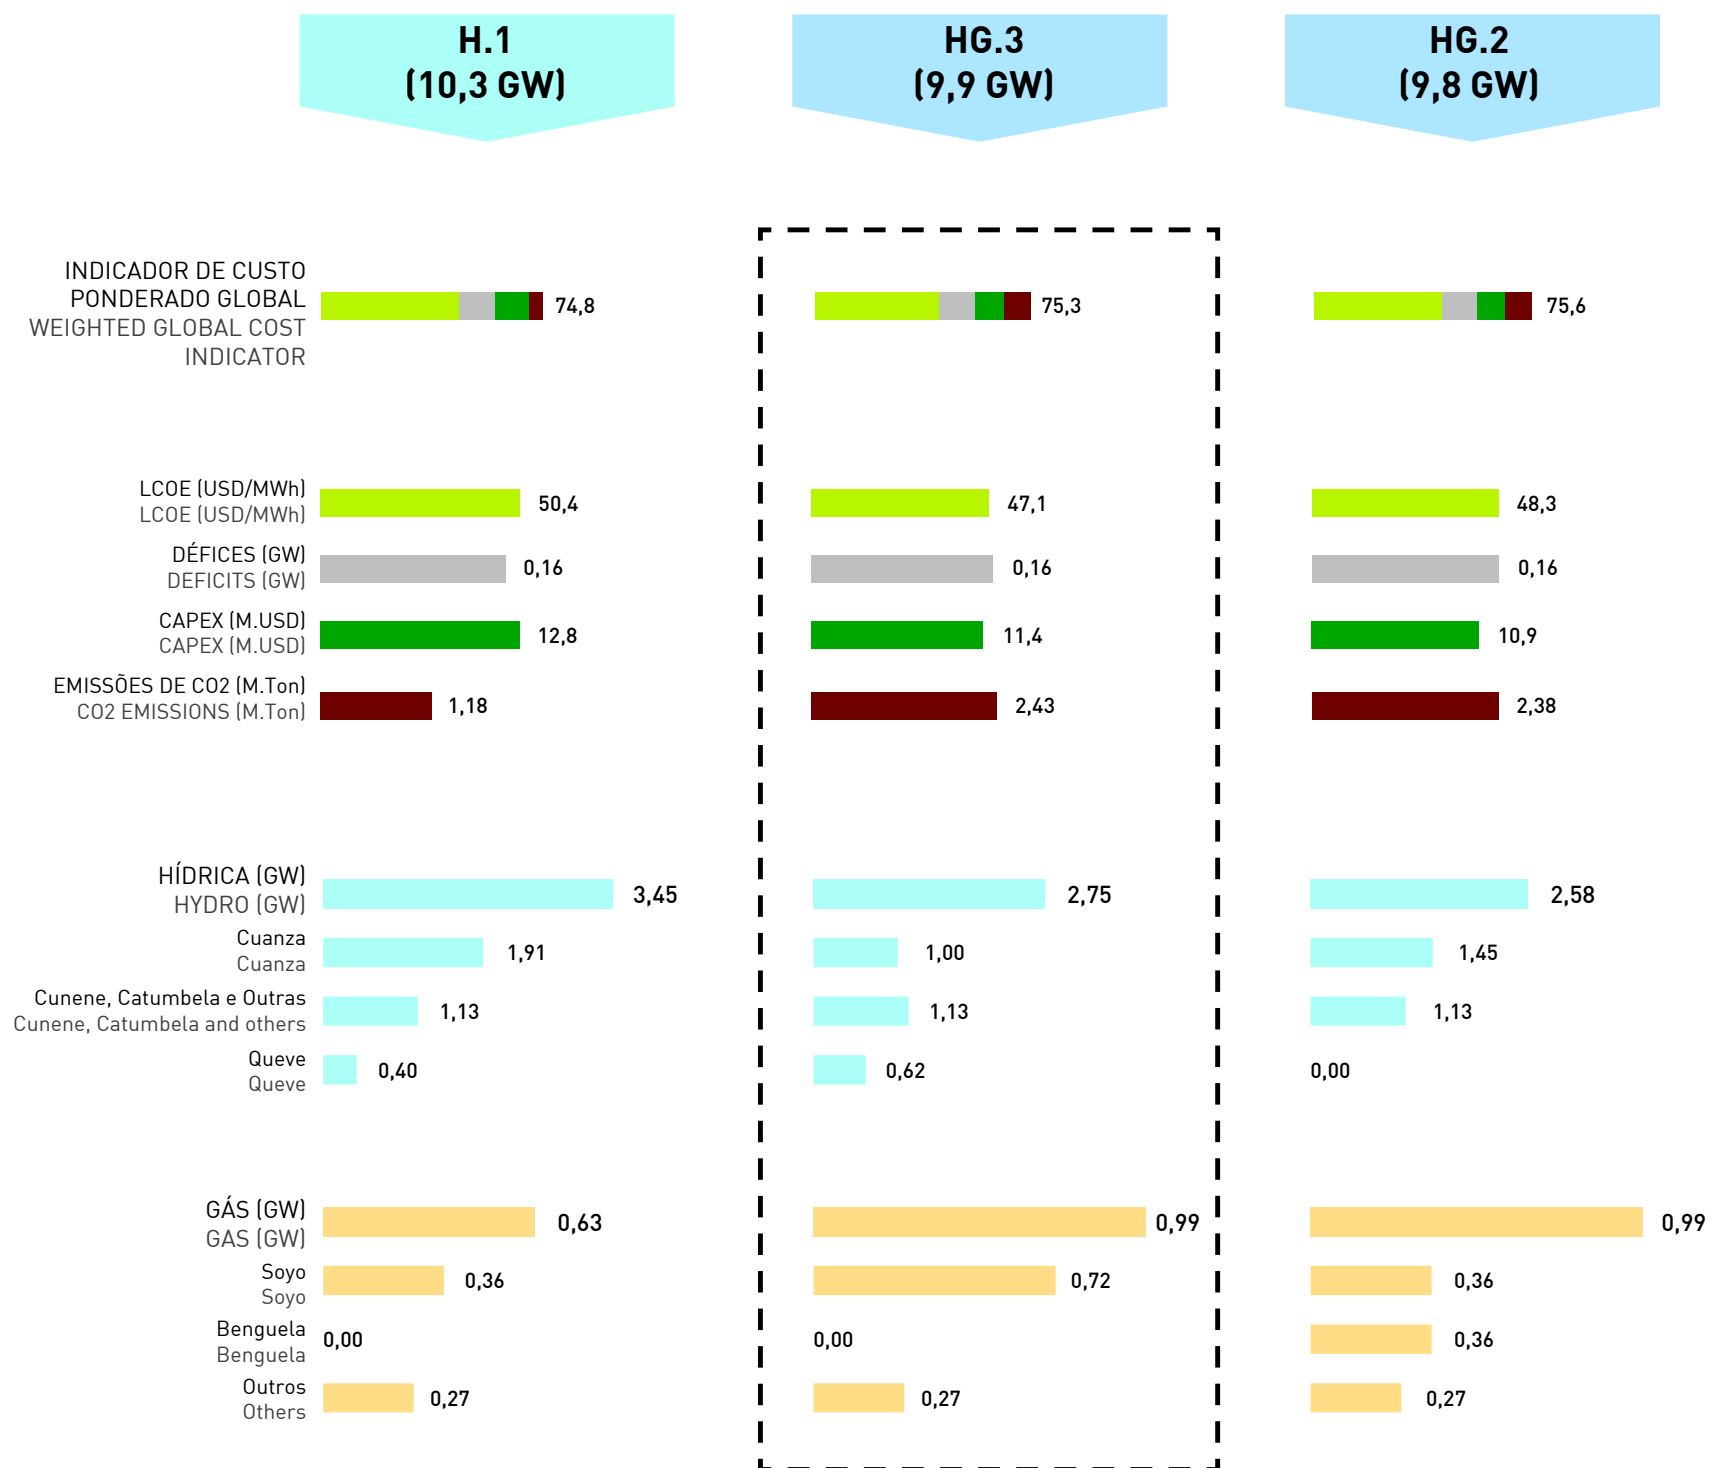 H.1
(10,3 GW)
HG.3
(9,9 GW)
HG.2
(9,8 GW)
INDICADOR DE CUSTO
PONDERADO GLOBAL
WEIGHTED GLOBAL COST
INDICATOR
74,8
75,3
75,6
LCOE (USD/MWh)
LCOE (USD/MWh)
50,4
47,1
48,3
DÉFICES (GW)
DEFICITS (GW)
0,16
0,16
0,16
CAPEX (M.USD)
CAPEX (M.USD)
12,8
11,4
10,9
EMISSÕES DE CO2 (M.Ton)
CO2 EMISSIONS (M.Ton)
1,18
2,43
2,38
HÍDRICA (GW)
HYDRO (GW)
3,45
2,75
2,58
Cuanza
Cuanza
1,91
1,00
1,45
Cunene, Catumbela e Outras
Cunene, Catumbela and others
1,13
1,13
1,13
Queve
Queve
0,40
0,62
0,00
GÁS (GW)
GAS (GW)
0,63
0,99
0,99
Soyo
Soyo
0,36
0,72
0,36
Benguela
Benguela
0,00
0,00
0,36
Outros
Others
0,27
0,27
0,27